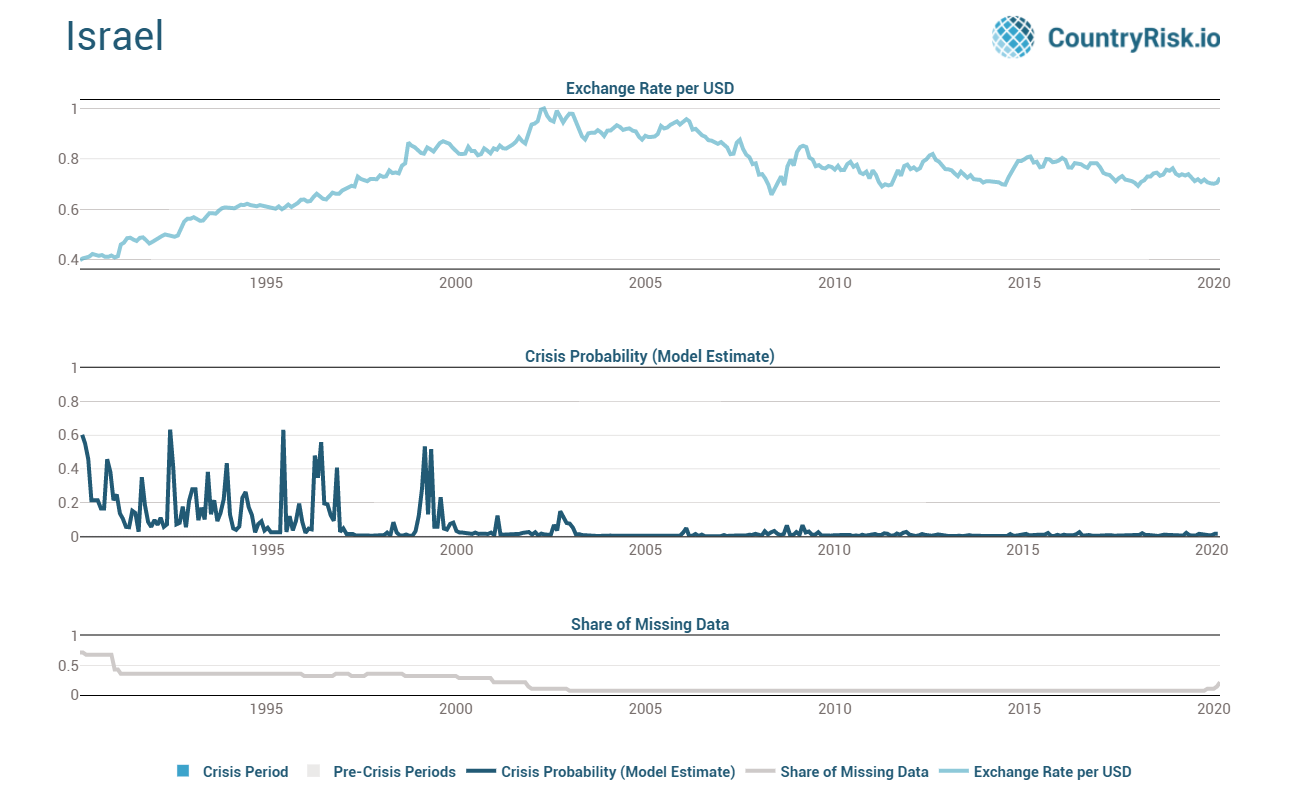 Israel
CountryRisk.io
Exchange Rate per USD
1
0.8
0.6
0.4
1995 2000 2005 2010 2015 2020
Crisis Probability (Model Estimate)
1
0.8
0.6
0.4
0.2
0
1995 2000 2005 2010 2015 2020
Share of Missing Data
1
0.5
0
1995 2000 2005 2010 2015 2020
Crisis Period Pre-Crisis Periods Crisis Probability (Model Estimate) Share of Missing Data Exchange Rate per USD